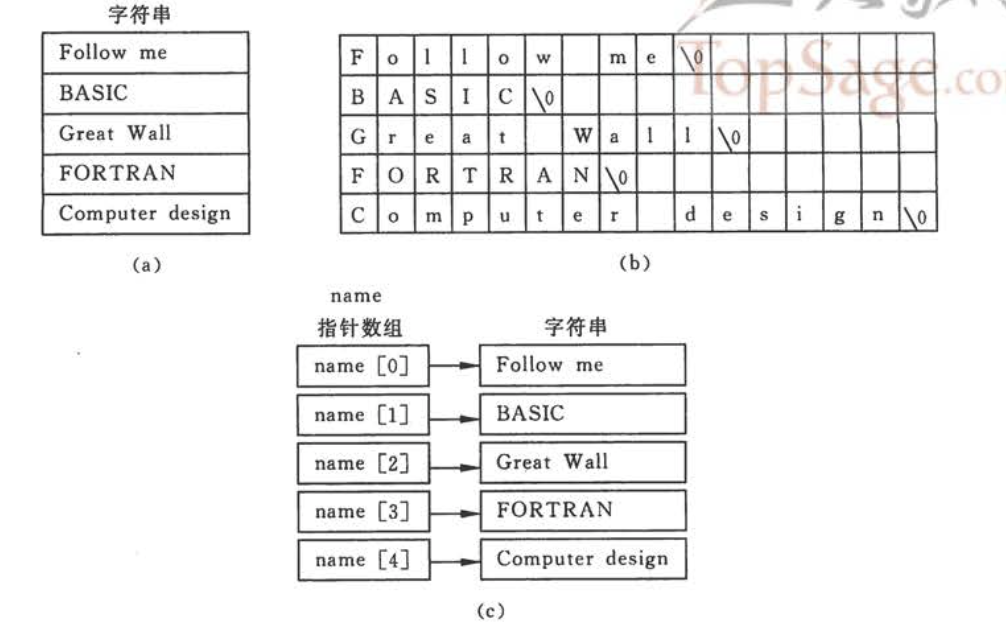 字符串
Follow me
BASIC
Great Wall
FORTRAN
Computer design
(a)
F o l l o w m e \0
B A S I C \0
G r e a t W a l l \0
F O R T R A N \0
C o m p u t e r d e s i g n \0
(b)
TopSage.com
name
指针数组 字符串
name [0] Follow me
name [1] BASIC
name [2] Great Wall
name [3] FORTRAN
name [4] Computer design
(c)